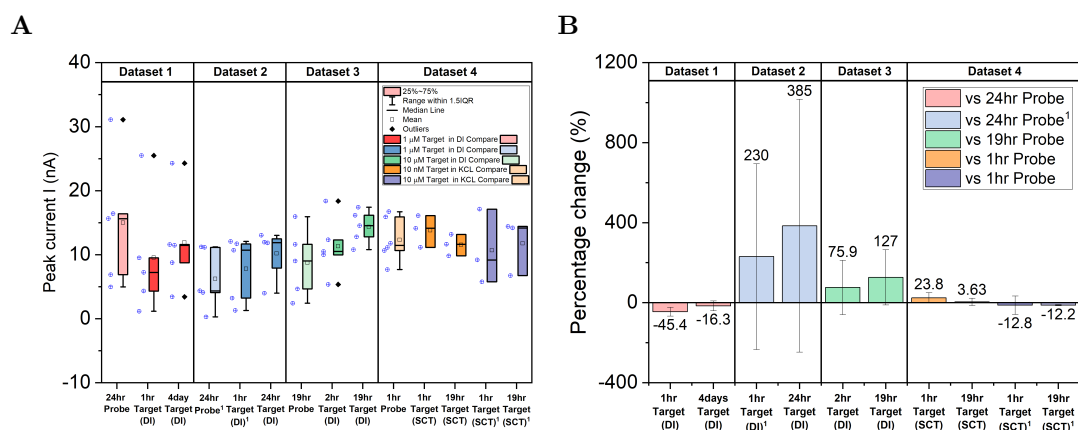 A
Peak current I (nA)
40
30
20
10
0
-10
Dataset 1
Dataset 2
Dataset 3
Dataset 4
25%~75%
Range within 1.5IQR
Median Line
Mean
Outliers
1 μM Target in DI Compare
1 μM Target in DI Compare
10 μM Target in DI Compare
10 nM Target in KCL Compare
10 μM Target in KCL Compare
24hr Probe
1hr Target (DI)
4day Target (DI)
24hr Probe¹
1hr Target (DI)¹
24hr Target (DI)
19hr Probe
2hr Target (DI)
19hr Target (DI)
1hr Probe
1hr Target (SCT)
19hr Target (SCT)
1hr Target (SCT)¹
19hr Target (SCT)¹
B
Percentage change (%)
1200
800
400
0
-400
Dataset 1
Dataset 2
Dataset 3
Dataset 4
vs 24hr Probe
vs 24hr Probe¹
vs 19hr Probe
vs 1hr Probe
vs 1hr Probe
-45.4
-16.3
230
385
75.9
127
23.8
3.63
-12.8
-12.2
1hr Target (DI)
4days Target (DI)
1hr Target (DI)¹
24hr Target (DI)
2hr Target (DI)
19hr Target (DI)
1hr Target (SCT)
19hr Target (SCT)
1hr Target (SCT)¹
19hr Target (SCT)¹